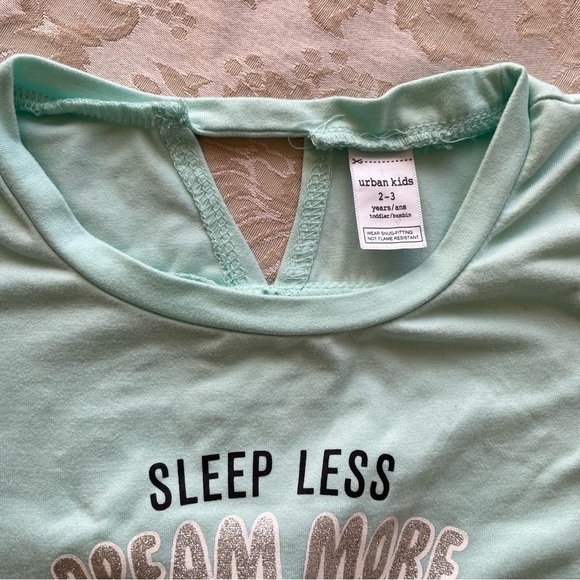 urban kids
2-3
years/ans
toddler/bambin
WEAR SNUG-FITTING
NOT FLAME RESISTANT
SLEEP LESS
DREAM MORE